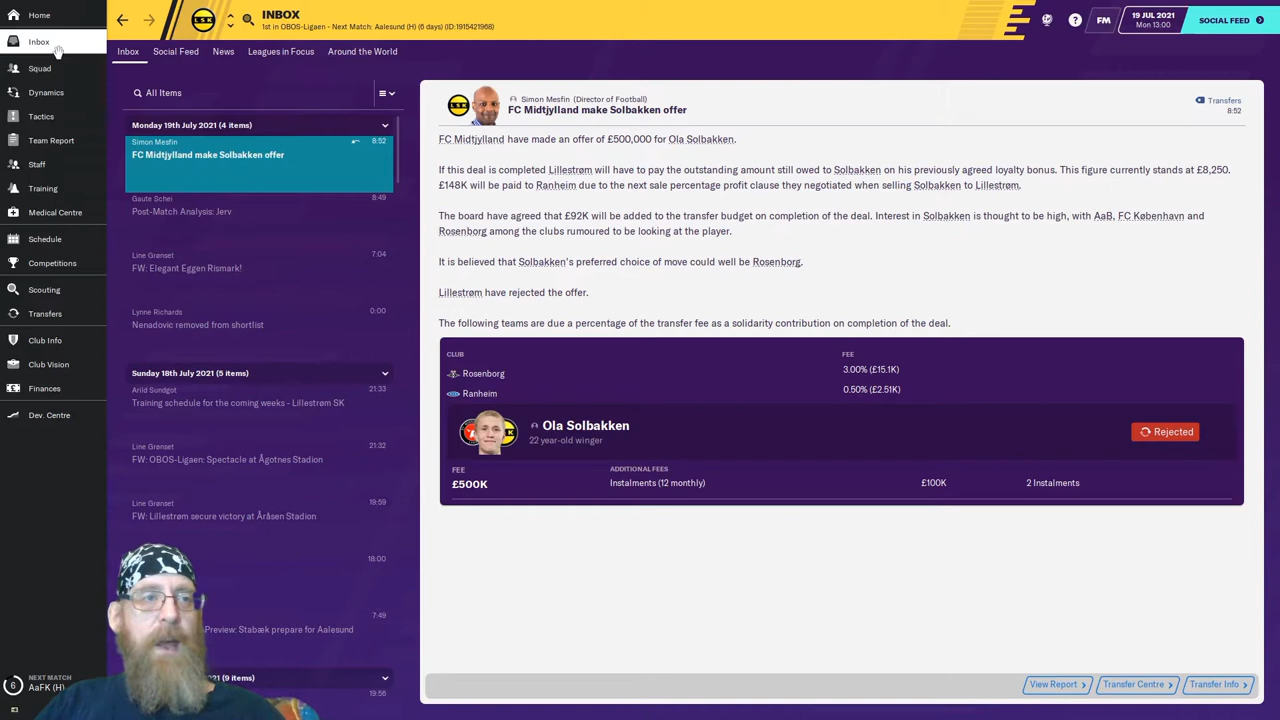 Home
Inbox
Squad
Dynamics
Tactics
Team Report
Staff
Training
Medical Centre
Schedule
Competitions
Scouting
Transfers
Club Info
Club Vision
Finances
Dev. Centre
6
NEXT MATCH
AaFK (H)
LSK
INBOX
1st in OBOS-Ligaen - Next Match: Aalesund (H) (6 days) (ID:1915421968)
?
FM
19 JUL 2021
Mon 13:00
SOCIAL FEED
Inbox
Social Feed
News
Leagues in Focus
Around the World
All Items
Monday 19th July 2021 (4 items)
Simon Mesfin
8:52
FC Midtjylland make Solbakken offer
Gaute Schei
8:49
Post-Match Analysis: Jerv
Line Grønset
7:04
FW: Elegant Eggen Rismark!
Lynne Richards
0:00
Nenadovic removed from shortlist
Sunday 18th July 2021 (5 items)
Arild Sundgot
21:33
Training schedule for the coming weeks - Lillestrøm SK
Line Grønset
21:32
FW: OBOS-Ligaen: Spectacle at Ågotnes Stadion
Line Grønset
19:59
FW: Lillestrøm secure victory at Åråsen Stadion
18:00
7:49
Preview: Stabæk prepare for Aalesund
2021 (9 items)
19:56
LSK
Simon Mesfin (Director of Football)
FC Midtjylland make Solbakken offer
Transfers
8:52
FC Midtjylland have made an offer of £500,000 for Ola Solbakken.
If this deal is completed Lillestrøm will have to pay the outstanding amount still owed to Solbakken on his previously agreed loyalty bonus. This figure currently stands at £8,250.
£148K will be paid to Ranheim due to the next sale percentage profit clause they negotiated when selling Solbakken to Lillestrøm.
The board have agreed that £92K will be added to the transfer budget on completion of the deal. Interest in Solbakken is thought to be high, with AaB, FC København and
Rosenborg among the clubs rumoured to be looking at the player.
It is believed that Solbakken's preferred choice of move could well be Rosenborg.
Lillestrøm have rejected the offer.
The following teams are due a percentage of the transfer fee as a solidarity contribution on completion of the deal.
CLUB
FEE
Rosenborg
3.00% (£15.1K)
Ranheim
0.50% (£2.51K)
Ola Solbakken
22 year-old winger
Rejected
FEE
£500K
ADDITIONAL FEES
Instalments (12 monthly)
£100K
2 Instalments
View Report
Transfer Centre
Transfer Info